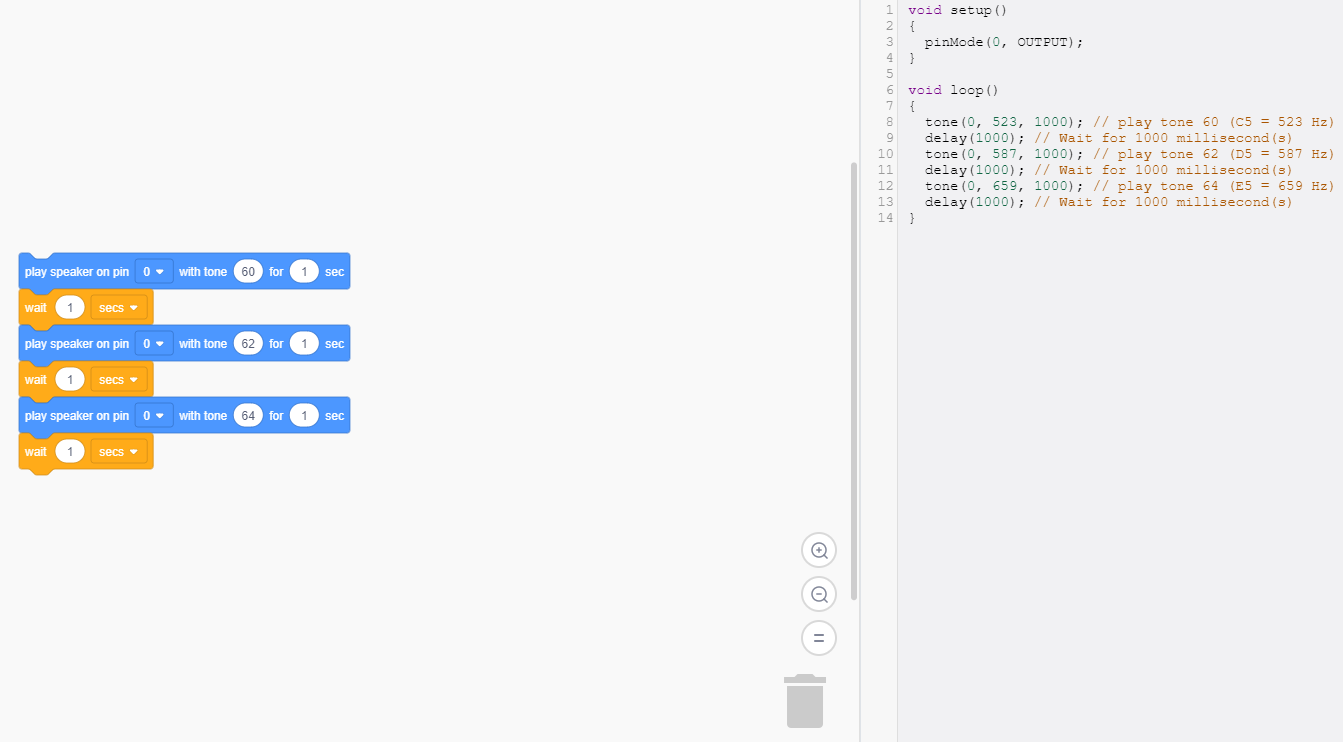 play speaker on pin 0 with tone 60 for 1 sec
wait 1 secs
play speaker on pin 0 with tone 62 for 1 sec
wait 1 secs
play speaker on pin 0 with tone 64 for 1 sec
wait 1 secs
1 void setup()
2 {
3   pinMode(0, OUTPUT);
4 }
5
6 void loop()
7 {
8   tone(0, 523, 1000); // play tone 60 (C5 = 523 Hz)
9   delay(1000); // Wait for 1000 millisecond(s)
10   tone(0, 587, 1000); // play tone 62 (D5 = 587 Hz)
11   delay(1000); // Wait for 1000 millisecond(s)
12   tone(0, 659, 1000); // play tone 64 (E5 = 659 Hz)
13   delay(1000); // Wait for 1000 millisecond(s)
14 }